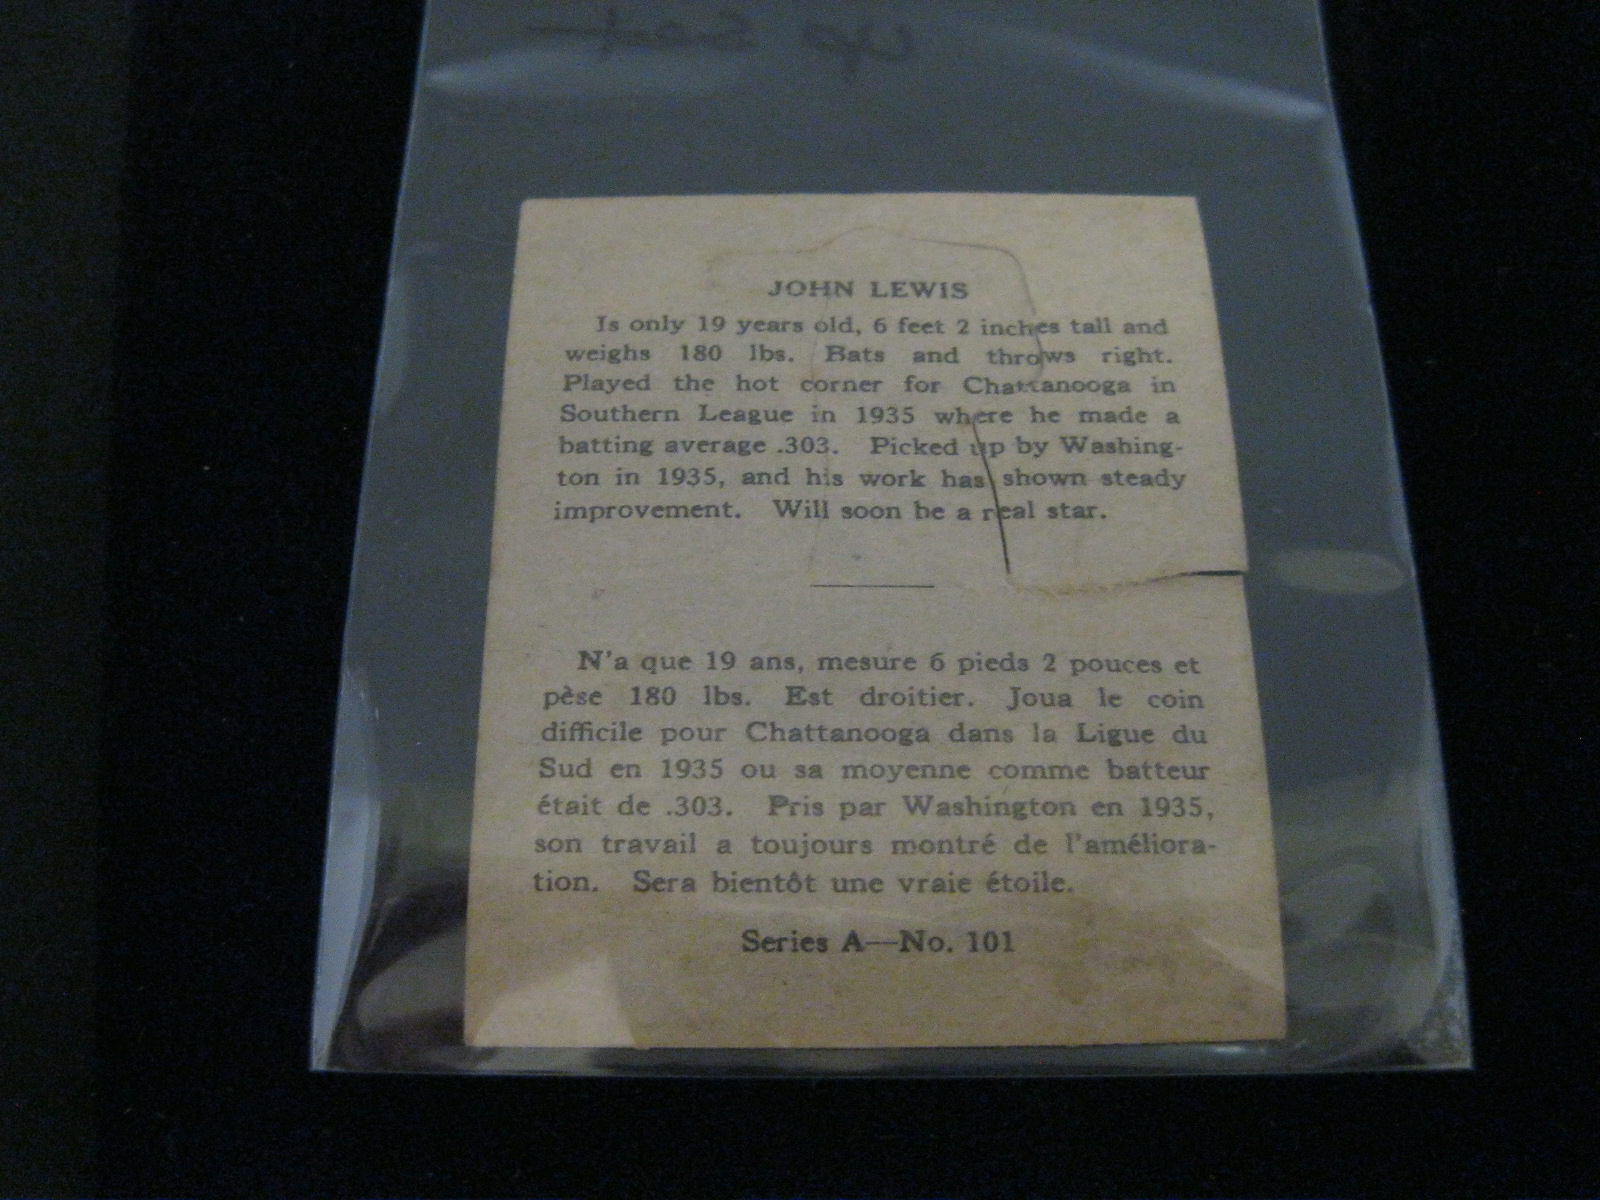 JOHN LEWIS
Is only 19 years old, 6 feet 2 inches tall and
weighs 180 lbs. Bats and throws right.
Played the hot corner for Chattanooga in
Southern League in 1935 where he made a
batting average .303. Picked up by Washing-
ton in 1935, and his work has shown steady
improvement. Will soon be a real star.
N'a que 19 ans, mesure 6 pieds 2 pouces et
pèse 180 lbs. Est droitier. Joua le coin
difficile pour Chattanooga dans la Ligue du
Sud en 1935 ou sa moyenne comme batteur
était de .303. Pris par Washington en 1935,
son travail a toujours montré de l'améliora-
tion. Sera bientôt une vraie étoile.
Series A—No. 101